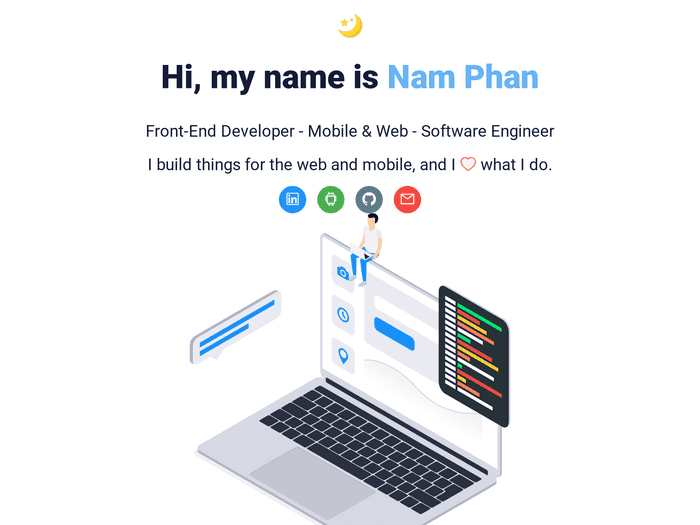 Hi, my name is Nam Phan
Front-End Developer - Mobile & Web - Software Engineer
I build things for the web and mobile, and I ♡ what I do.
in